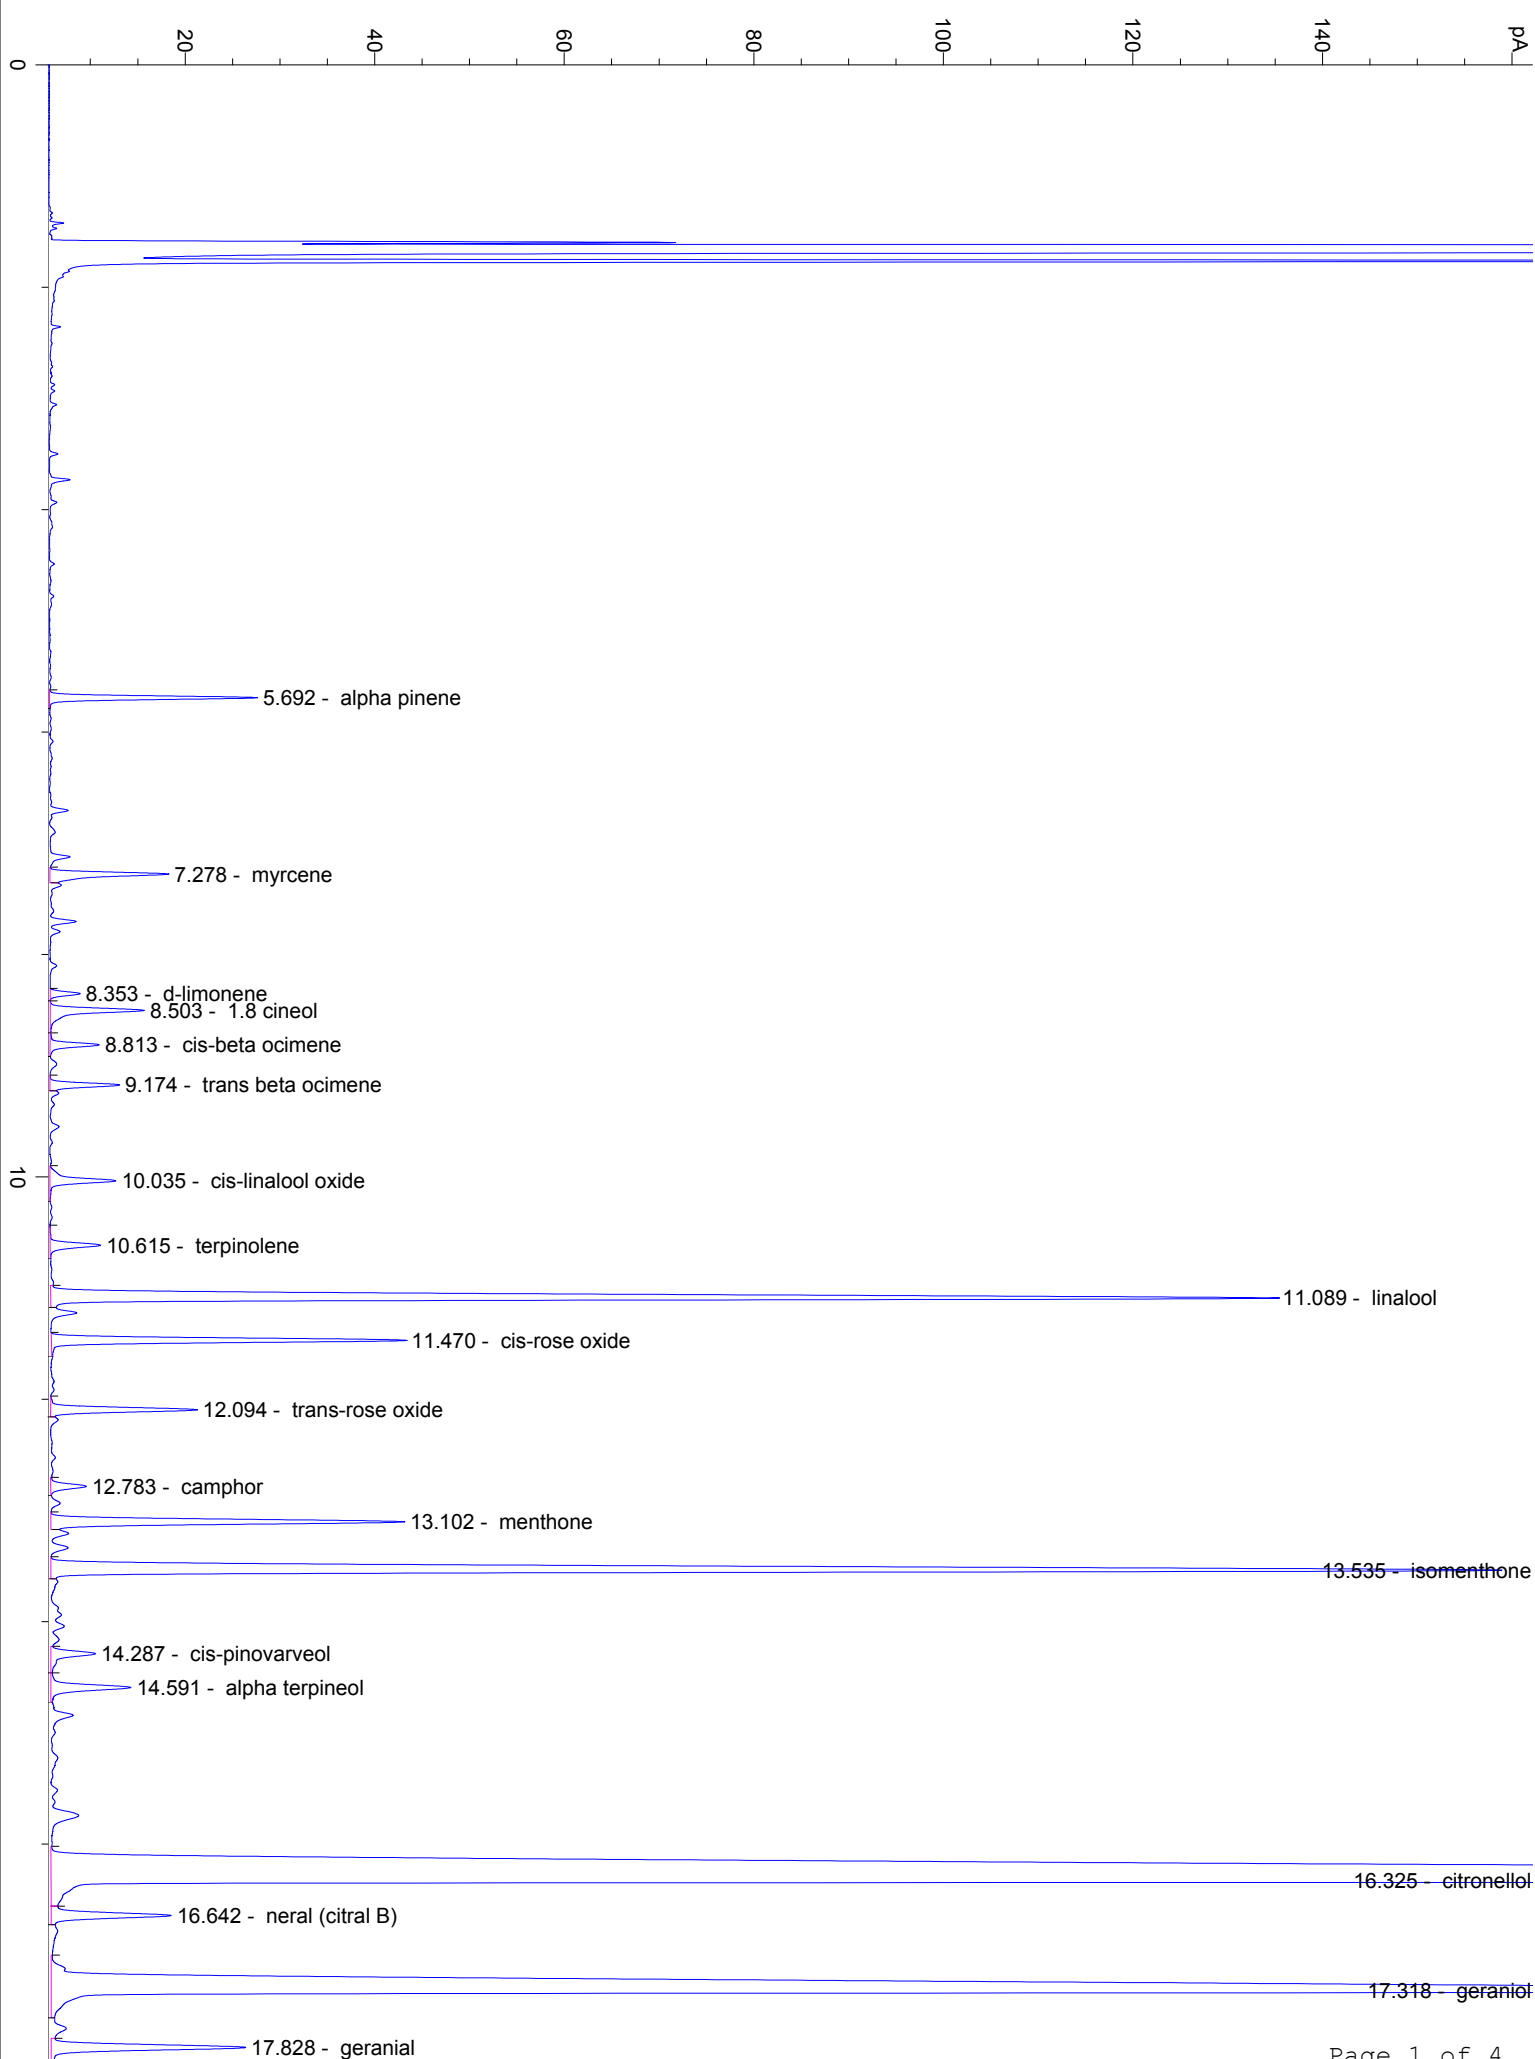 20
40
60
80
100
120
140
pA
0
5.692 - alpha pinene
7.278 - myrcene
8.353 - d-limonene
8.503 - 1.8 cineol
8.813 - cis-beta ocimene
9.174 - trans beta ocimene
10
10.035 - cis-linalool oxide
10.615 - terpinolene
11.089 - linalool
11.470 - cis-rose oxide
12.094 - trans-rose oxide
12.783 - camphor
13.102 - menthone
13.535 - isomenthone
14.287 - cis-pinovarveol
14.591 - alpha terpineol
16.325 - citronellol
16.642 - neral (citral B)
17.318 - geraniol
17.828 - geranial
Page 1 of 4